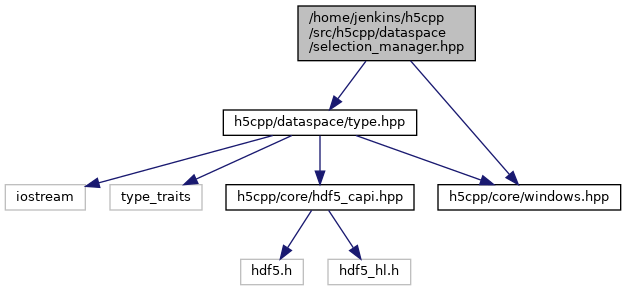 /home/jenkins/h5cpp
/src/h5cpp/dataspace
/selection_manager.hpp
h5cpp/dataspace/type.hpp
iostream
type_traits
h5cpp/core/hdf5_capi.hpp
h5cpp/core/windows.hpp
hdf5.h
hdf5_hl.h